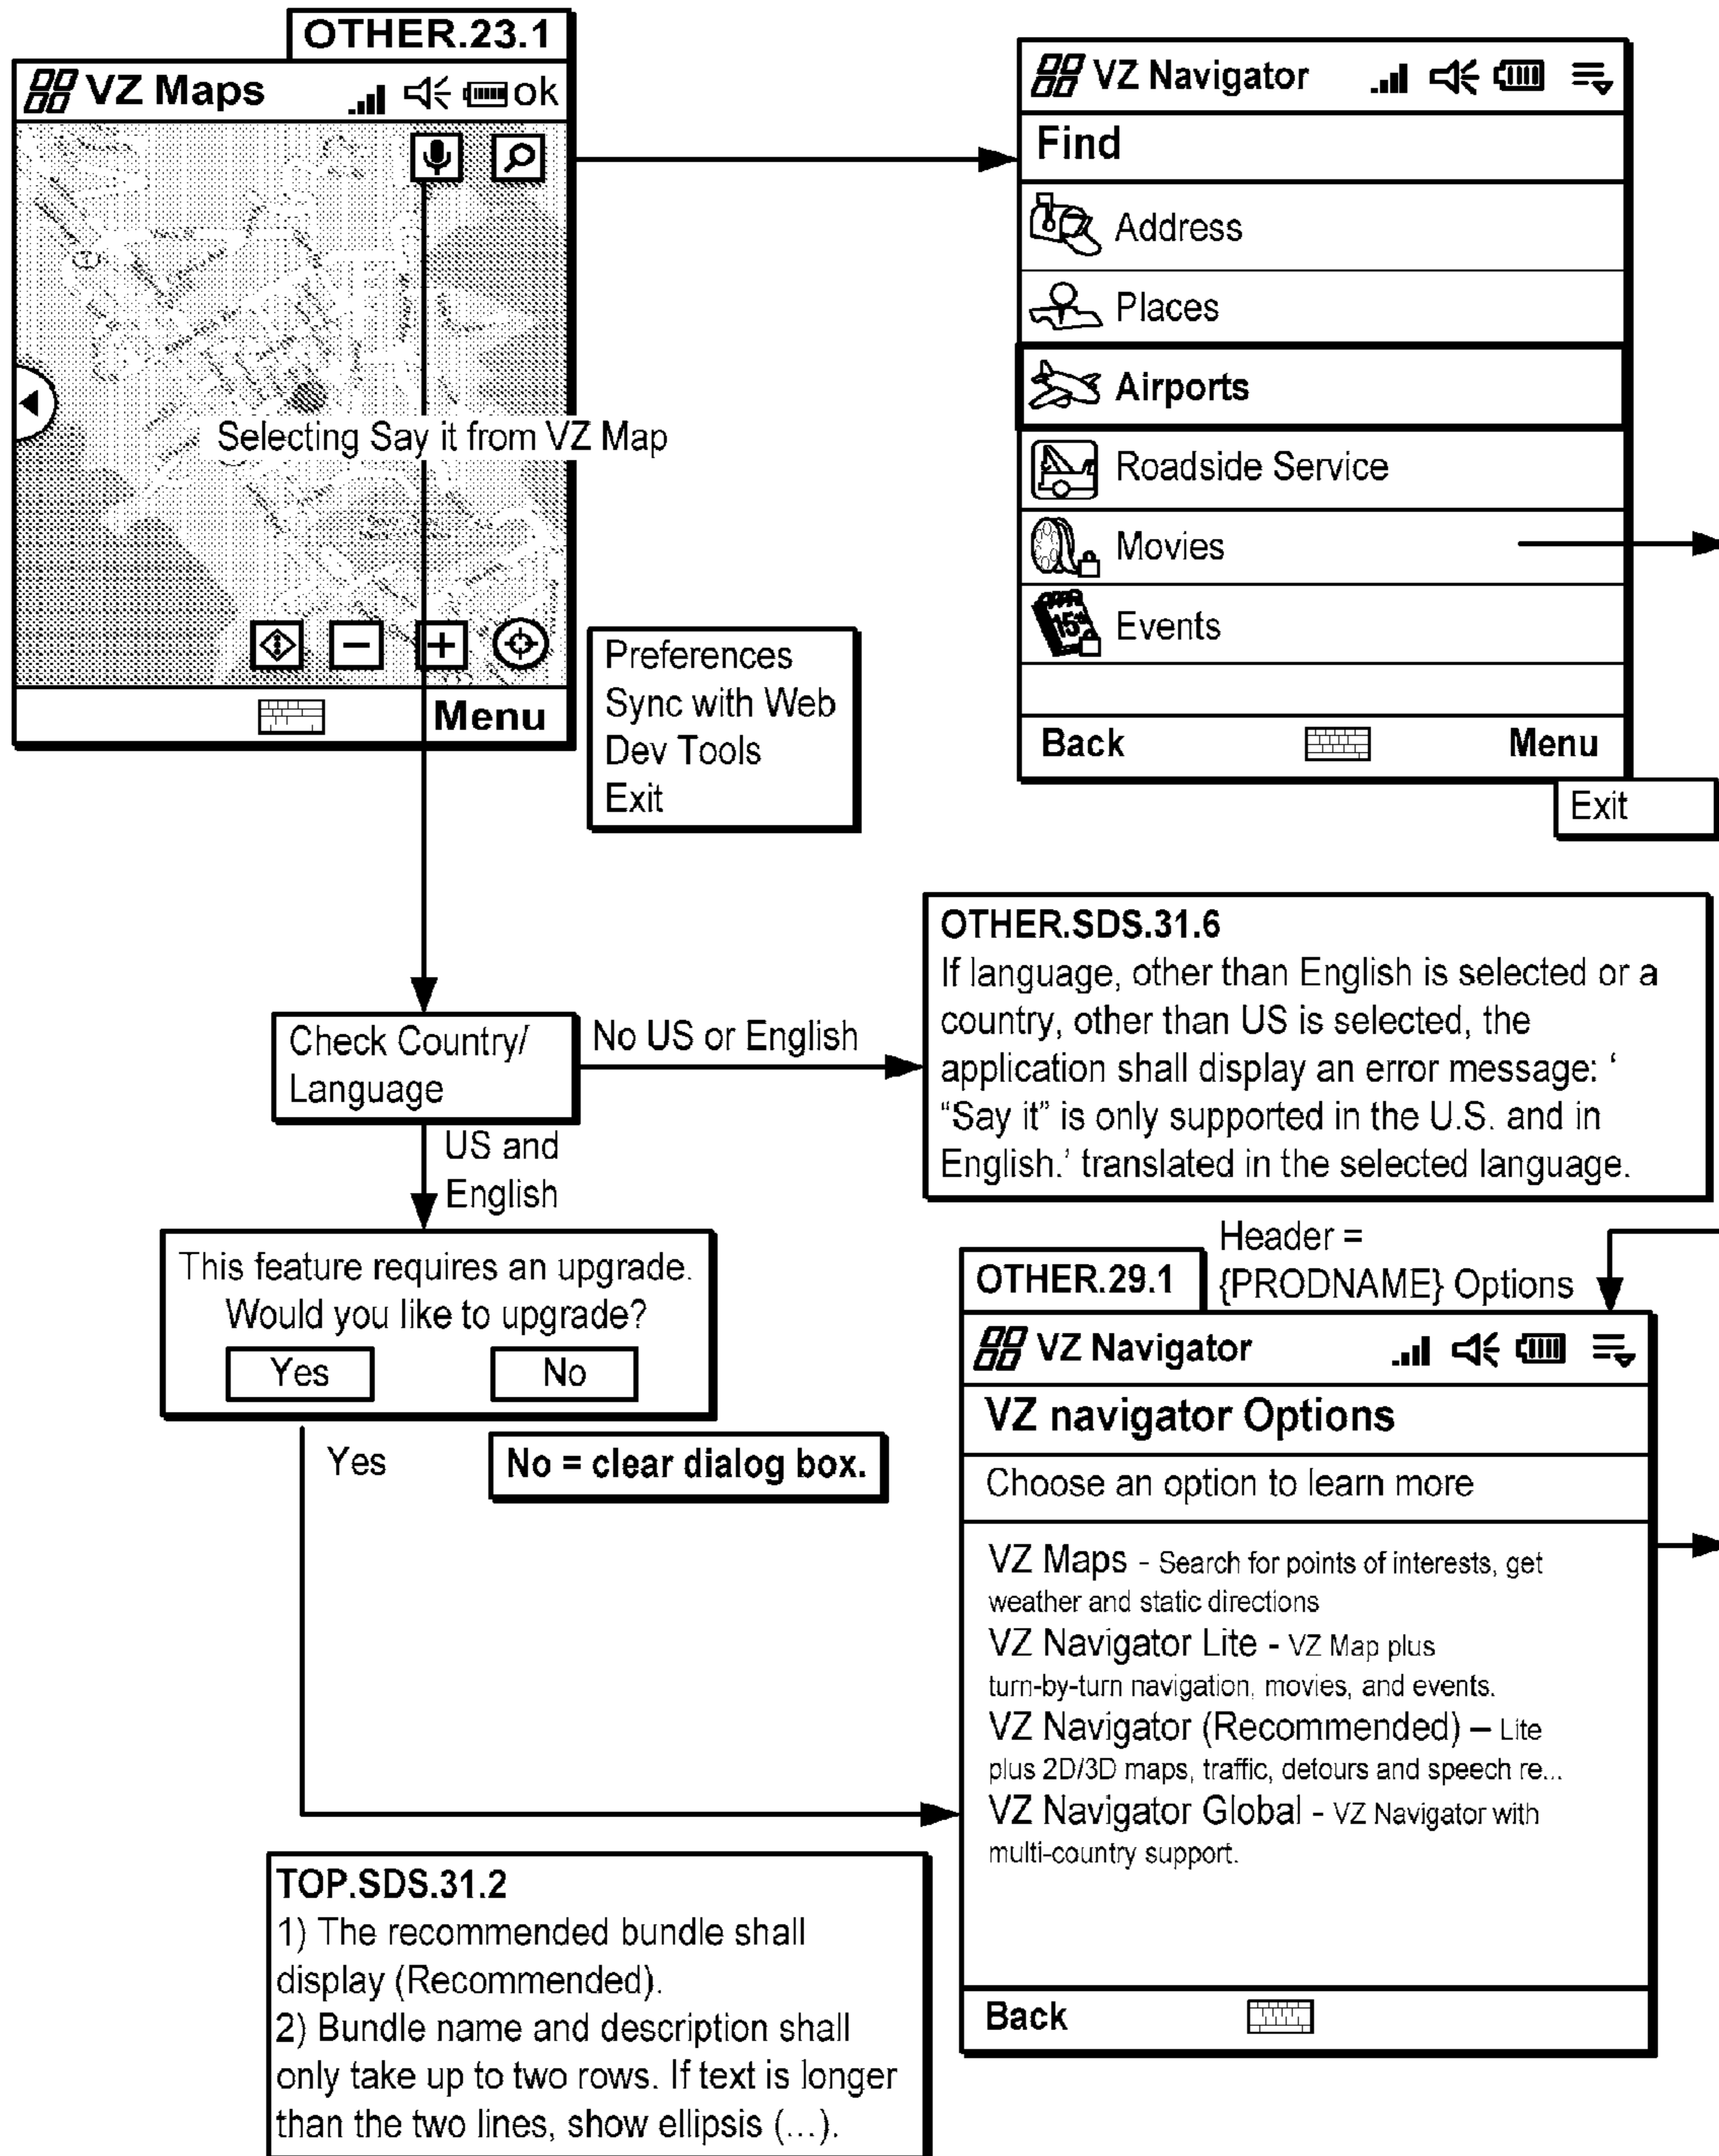 OTHER.23.1
VZ Maps
ok
Selecting Say it from VZ Map
Menu
Preferences
Sync with Web
Dev Tools
Exit
VZ Navigator
Find
Address
Places
Airports
Roadside Service
Movies
15
Events
Back
Menu
Exit
Check Country/
Language
No US or English
US and
English
OTHER.SDS.31.6
If language, other than English is selected or a
country, other than US is selected, the
application shall display an error message: ‘
“Say it” is only supported in the U.S. and in
English.’ translated in the selected language.
This feature requires an upgrade.
Would you like to upgrade?
Yes
No
Yes
No = clear dialog box.
Header =
{PRODNAME} Options
OTHER.29.1
VZ Navigator
VZ navigator Options
Choose an option to learn more
VZ Maps - Search for points of interests, get
weather and static directions
VZ Navigator Lite - VZ Map plus
turn-by-turn navigation, movies, and events.
VZ Navigator (Recommended) – Lite
plus 2D/3D maps, traffic, detours and speech re...
VZ Navigator Global - VZ Navigator with
multi-country support.
Back
TOP.SDS.31.2
1) The recommended bundle shall
display (Recommended).
2) Bundle name and description shall
only take up to two rows. If text is longer
than the two lines, show ellipsis (...).